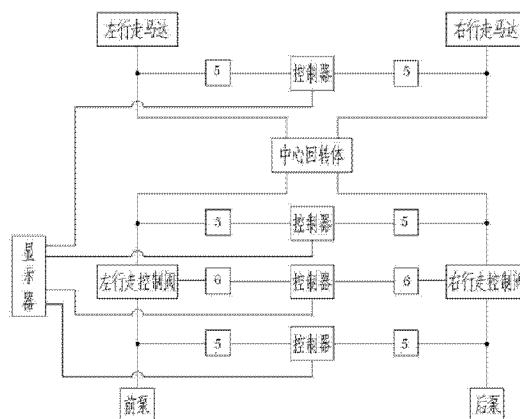 左行走马达 右行走马达
5 控制器 5
中心回转体
5 控制器 5
显示器
左行走控制阀 6 控制器 6 右行走控制阀
5 控制器 5
前泵 后泵